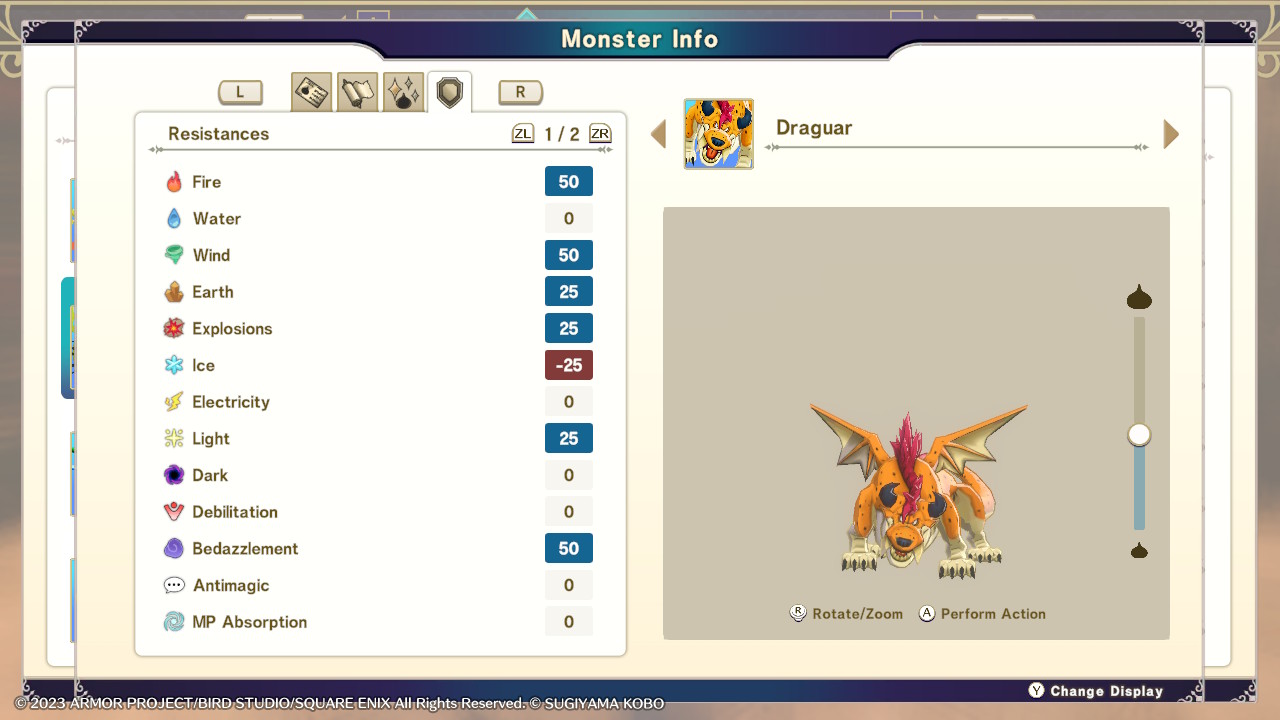 Monster Info
L
R
Resistances
ZL 1 / 2 ZR
Fire 50
Water 0
Wind 50
Earth 25
Explosions 25
Ice -25
Electricity 0
Light 25
Dark 0
Debilitation 0
Bedazzlement 50
Antimagic 0
MP Absorption 0
Draguar
R Rotate/Zoom A Perform Action
Y Change Display
© 2023 ARMOR PROJECT/BIRD STUDIO/SQUARE ENIX All Rights Reserved. © SUGIYAMA KOBO